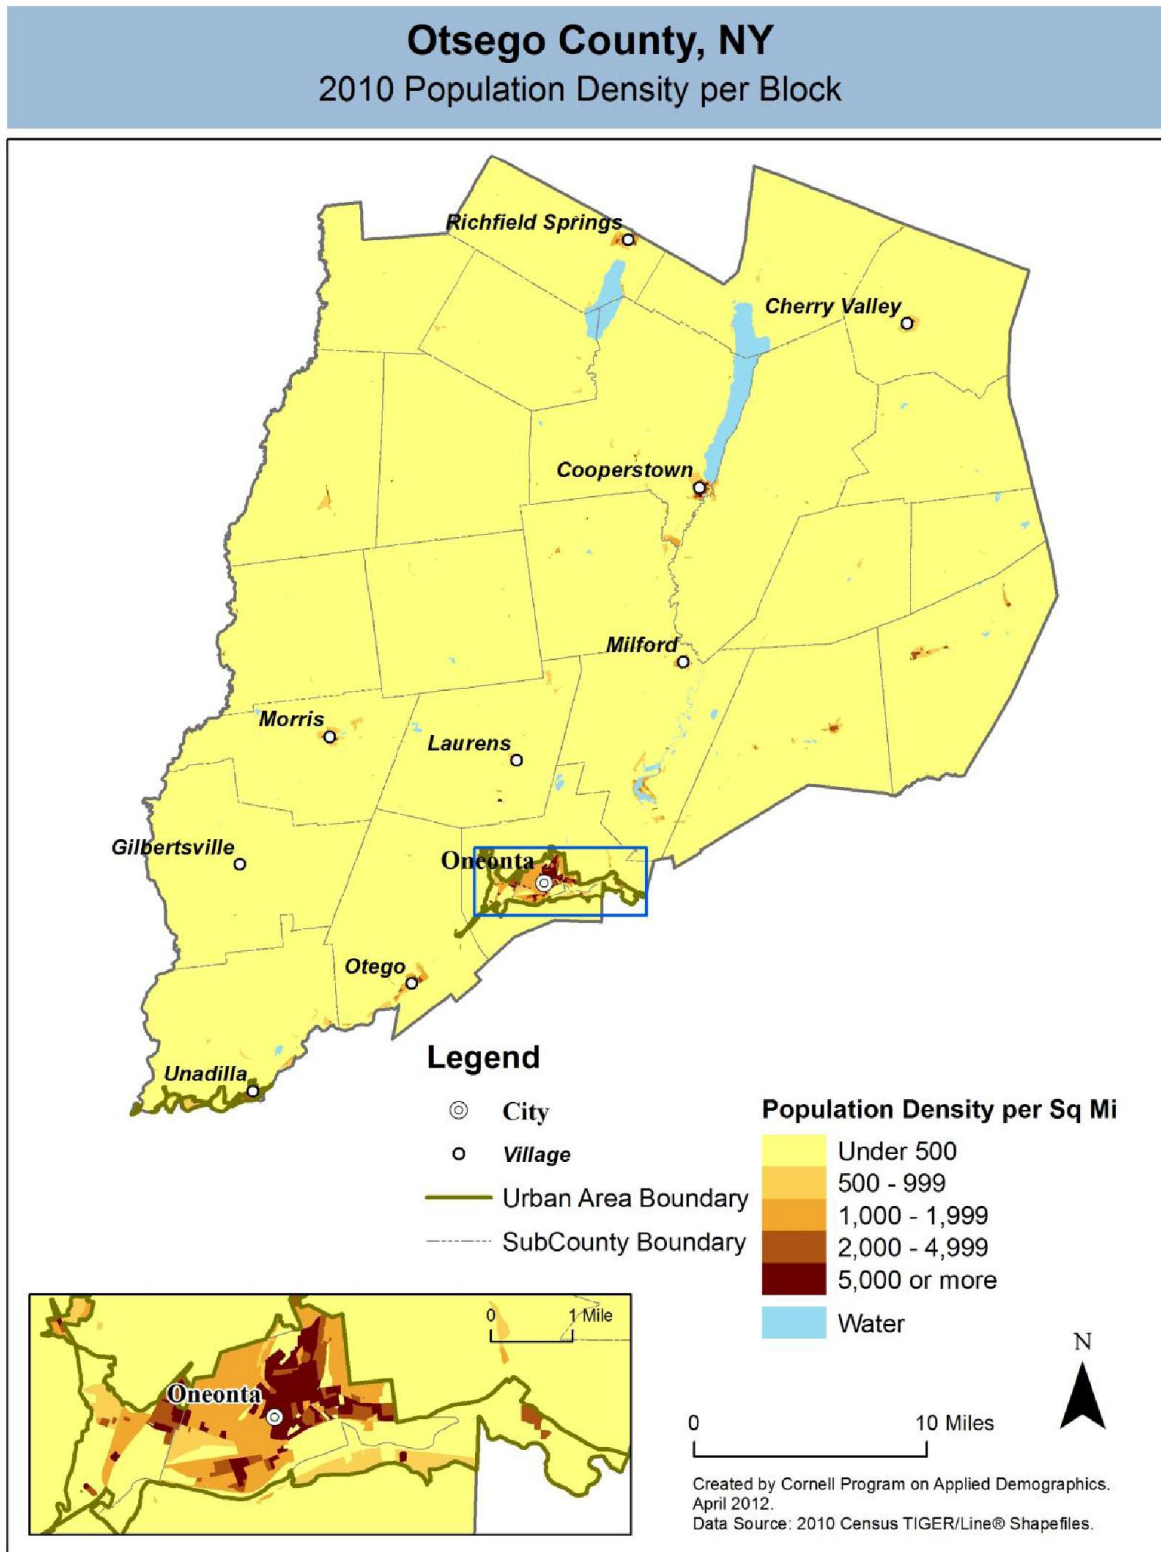 Otsego County, NY
2010 Population Density per Block
Richfield Springs
Cherry Valley
Cooperstown
Milford
Morris
Laurens
Gilbertsville
Oneonta
Otego
Unadilla
Legend
City
Village
Urban Area Boundary
SubCounty Boundary
Population Density per Sq Mi
Under 500
500 - 999
1,000 - 1,999
2,000 - 4,999
5,000 or more
Water
0 1 Mile
Oneonta
N
0 10 Miles
Created by Cornell Program on Applied Demographics.
April 2012.
Data Source: 2010 Census TIGER/Line® Shapefiles.